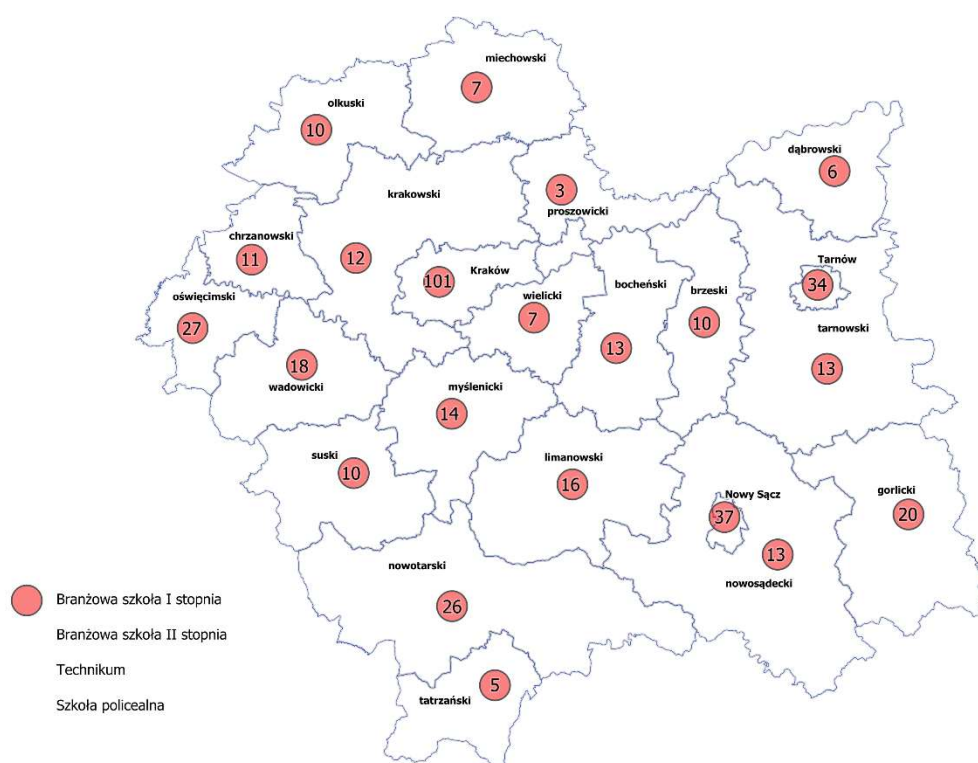 miechowski
7
olkuski
10
dąbrowski
6
krakowski
3
proszowicki
chrzanowski
11
12
Kraków
101
Tarnów
34
oświęcimski
27
wielicki
7
bocheński
13
brzeski
10
tarnowski
13
18
wadowicki
myślenicki
14
suski
10
limanowski
16
Nowy Sącz
37
13
nowosądecki
gorlicki
20
nowotarski
26
tatrzański
5
Branżowa szkoła I stopnia
Branżowa szkoła II stopnia
Technikum
Szkoła policealna